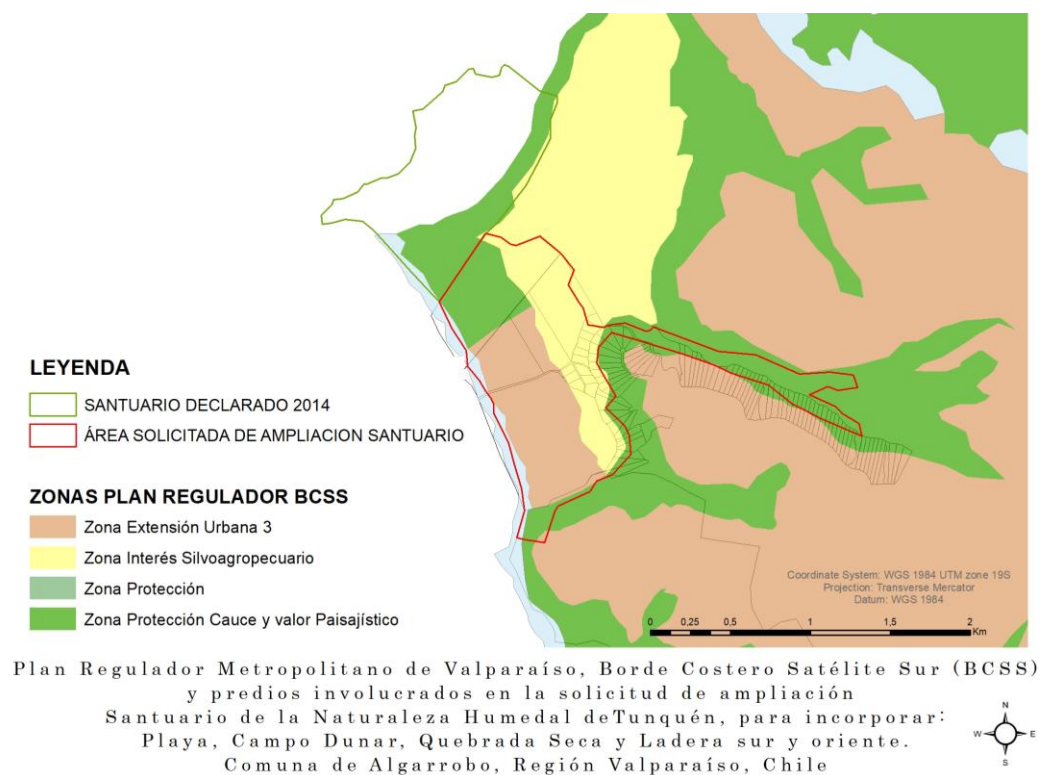 LEYENDA
SANTUARIO DECLARADO 2014
ÁREA SOLICITADA DE AMPLIACION SANTUARIO
ZONAS PLAN REGULADOR BCSS
Zona Extensión Urbana 3
Zona Interés Silvoagropecuario
Zona Protección
Zona Protección Cauce y valor Paisajístico
Coordinate System: WGS 1984 UTM zone 19S
Projection: Transverse Mercator
Datum: WGS 1984
0 0,25 0,5 1 1,5 2
Km
Plan Regulador Metropolitano de Valparaíso, Borde Costero Satélite Sur (BCSS)
y predios involucrados en la solicitud de ampliación
Santuario de la Naturaleza Humedal deTunquén, para incorporar:
Playa, Campo Dunar, Quebrada Seca y Ladera sur y oriente.
Comuna de Algarrobo, Región Valparaíso, Chile
N
W E
S